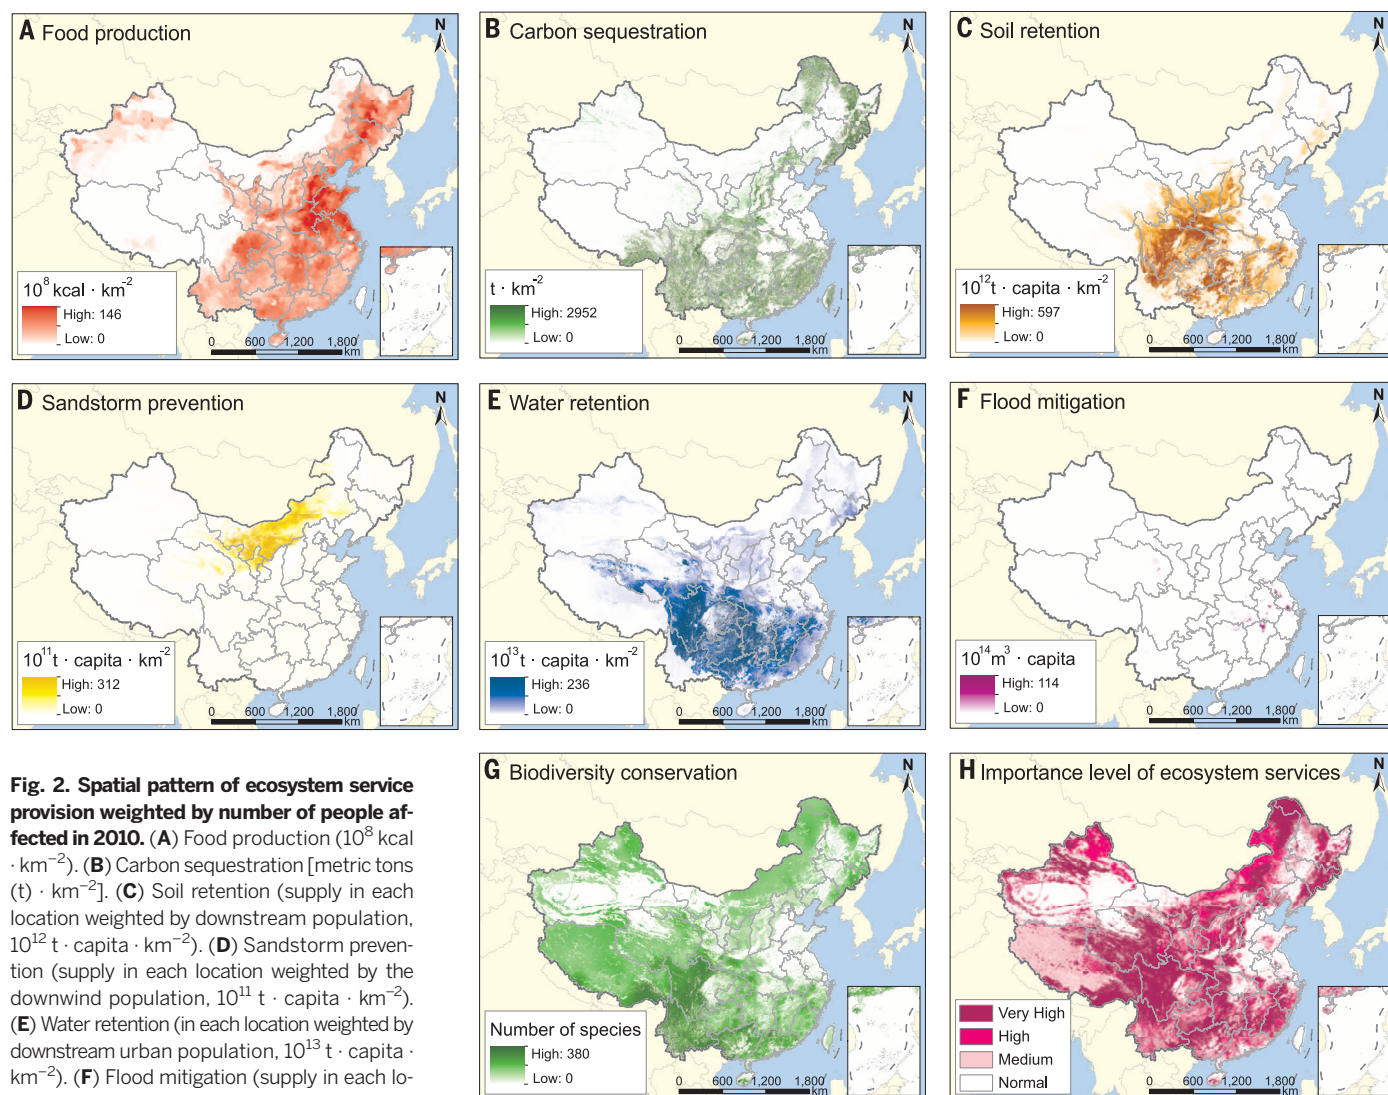 A Food production
N
10⁸ kcal · km⁻²
High: 146
Low: 0
0 600 1,200 1,800
km
B Carbon sequestration
N
t · km⁻²
High: 2952
Low: 0
0 600 1,200 1,800
km
C Soil retention
N
10¹² t · capita · km⁻²
High: 597
Low: 0
0 600 1,200 1,800
km
D Sandstorm prevention
N
10¹¹ t · capita · km⁻²
High: 312
Low: 0
0 600 1,200 1,800
km
E Water retention
N
10¹³ t · capita · km⁻²
High: 236
Low: 0
0 600 1,200 1,800
km
F Flood mitigation
N
10¹⁴ m³ · capita
High: 114
Low: 0
0 600 1,200 1,800
km
Fig. 2. Spatial pattern of ecosystem service
provision weighted by number of people af-
fected in 2010. (A) Food production (10⁸ kcal
· km⁻²). (B) Carbon sequestration [metric tons
(t) · km⁻²]. (C) Soil retention (supply in each
location weighted by downstream population,
10¹² t · capita · km⁻²). (D) Sandstorm preven-
tion (supply in each location weighted by the
downwind population, 10¹¹ t · capita · km⁻²).
(E) Water retention (in each location weighted by
downstream urban population, 10¹³ t · capita ·
km⁻²). (F) Flood mitigation (supply in each lo-
G Biodiversity conservation
N
Number of species
High: 380
Low: 0
0 600 1,200 1,800
km
H Importance level of ecosystem services
N
Very High
High
Medium
Normal
0 600 1,200 1,800
km